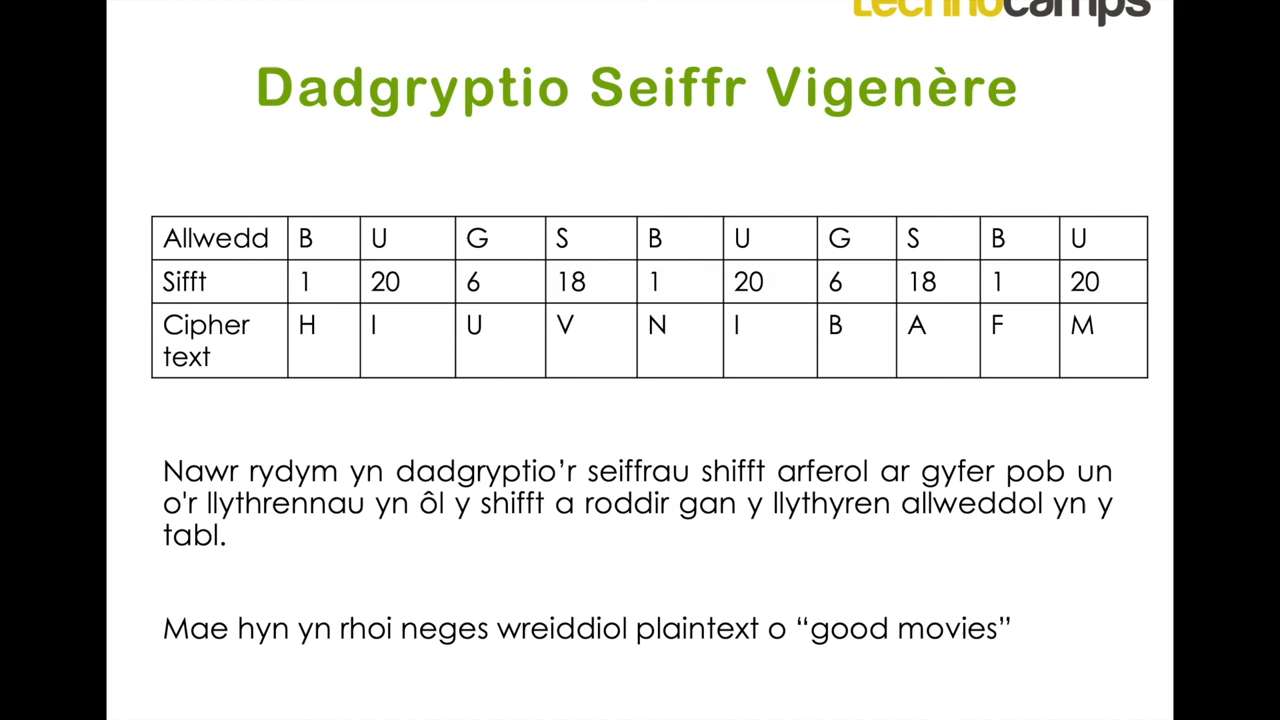 technocamps
Dadgryptio Seiffr Vigenère
Allwedd B U G S B U G S B U
Sifft 1 20 6 18 1 20 6 18 1 20
Cipher H I U V N I B A F M
text
Nawr rydym yn dadgryptio’r seiffrau shifft arferol ar gyfer pob un
o'r llythrennau yn ôl y shifft a roddir gan y llythyren allweddol yn y
tabl.
Mae hyn yn rhoi neges wreiddiol plaintext o “good movies”